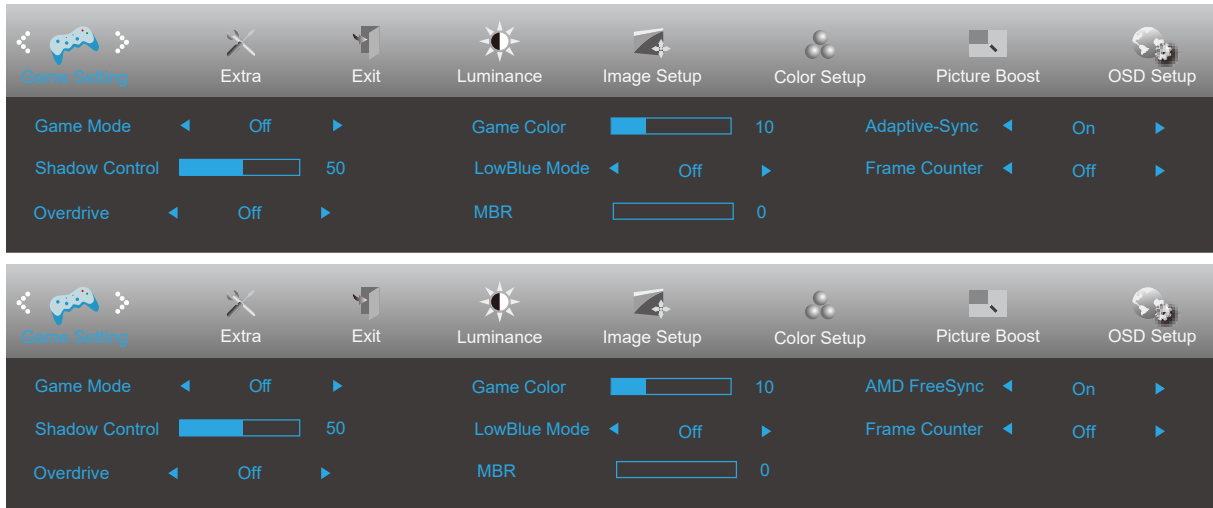 Game Setting Extra Exit Luminance Image Setup Color Setup Picture Boost OSD Setup
Game Mode Off Game Color 10 Adaptive-Sync On
Shadow Control 50 LowBlue Mode Off Frame Counter Off
Overdrive Off MBR 0
Game Setting Extra Exit Luminance Image Setup Color Setup Picture Boost OSD Setup
Game Mode Off Game Color 10 AMD FreeSync On
Shadow Control 50 LowBlue Mode Off Frame Counter Off
Overdrive Off MBR 0